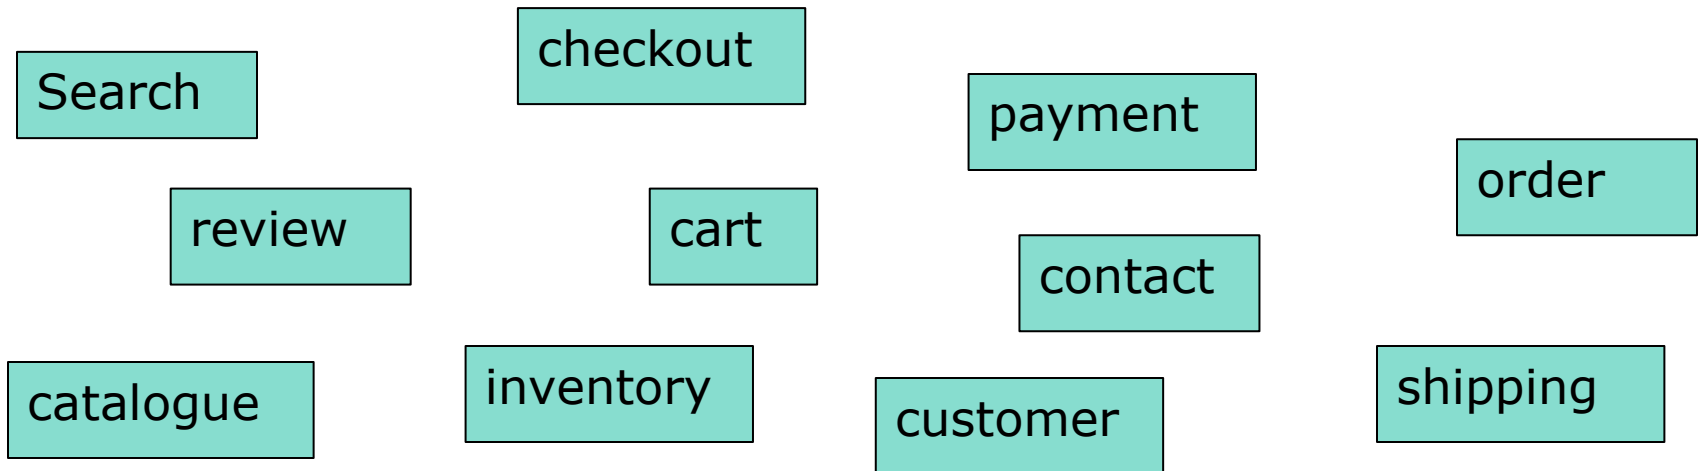 checkout
Search
payment
order
review
cart
contact
catalogue
inventory
customer
shipping